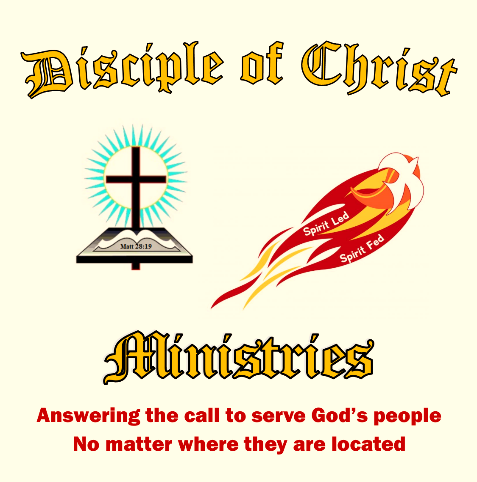 Disciple of Christ
Matt 28:19
Spirit Led
Spirit Fed
Ministries
Answering the call to serve God's people
No matter where they are located